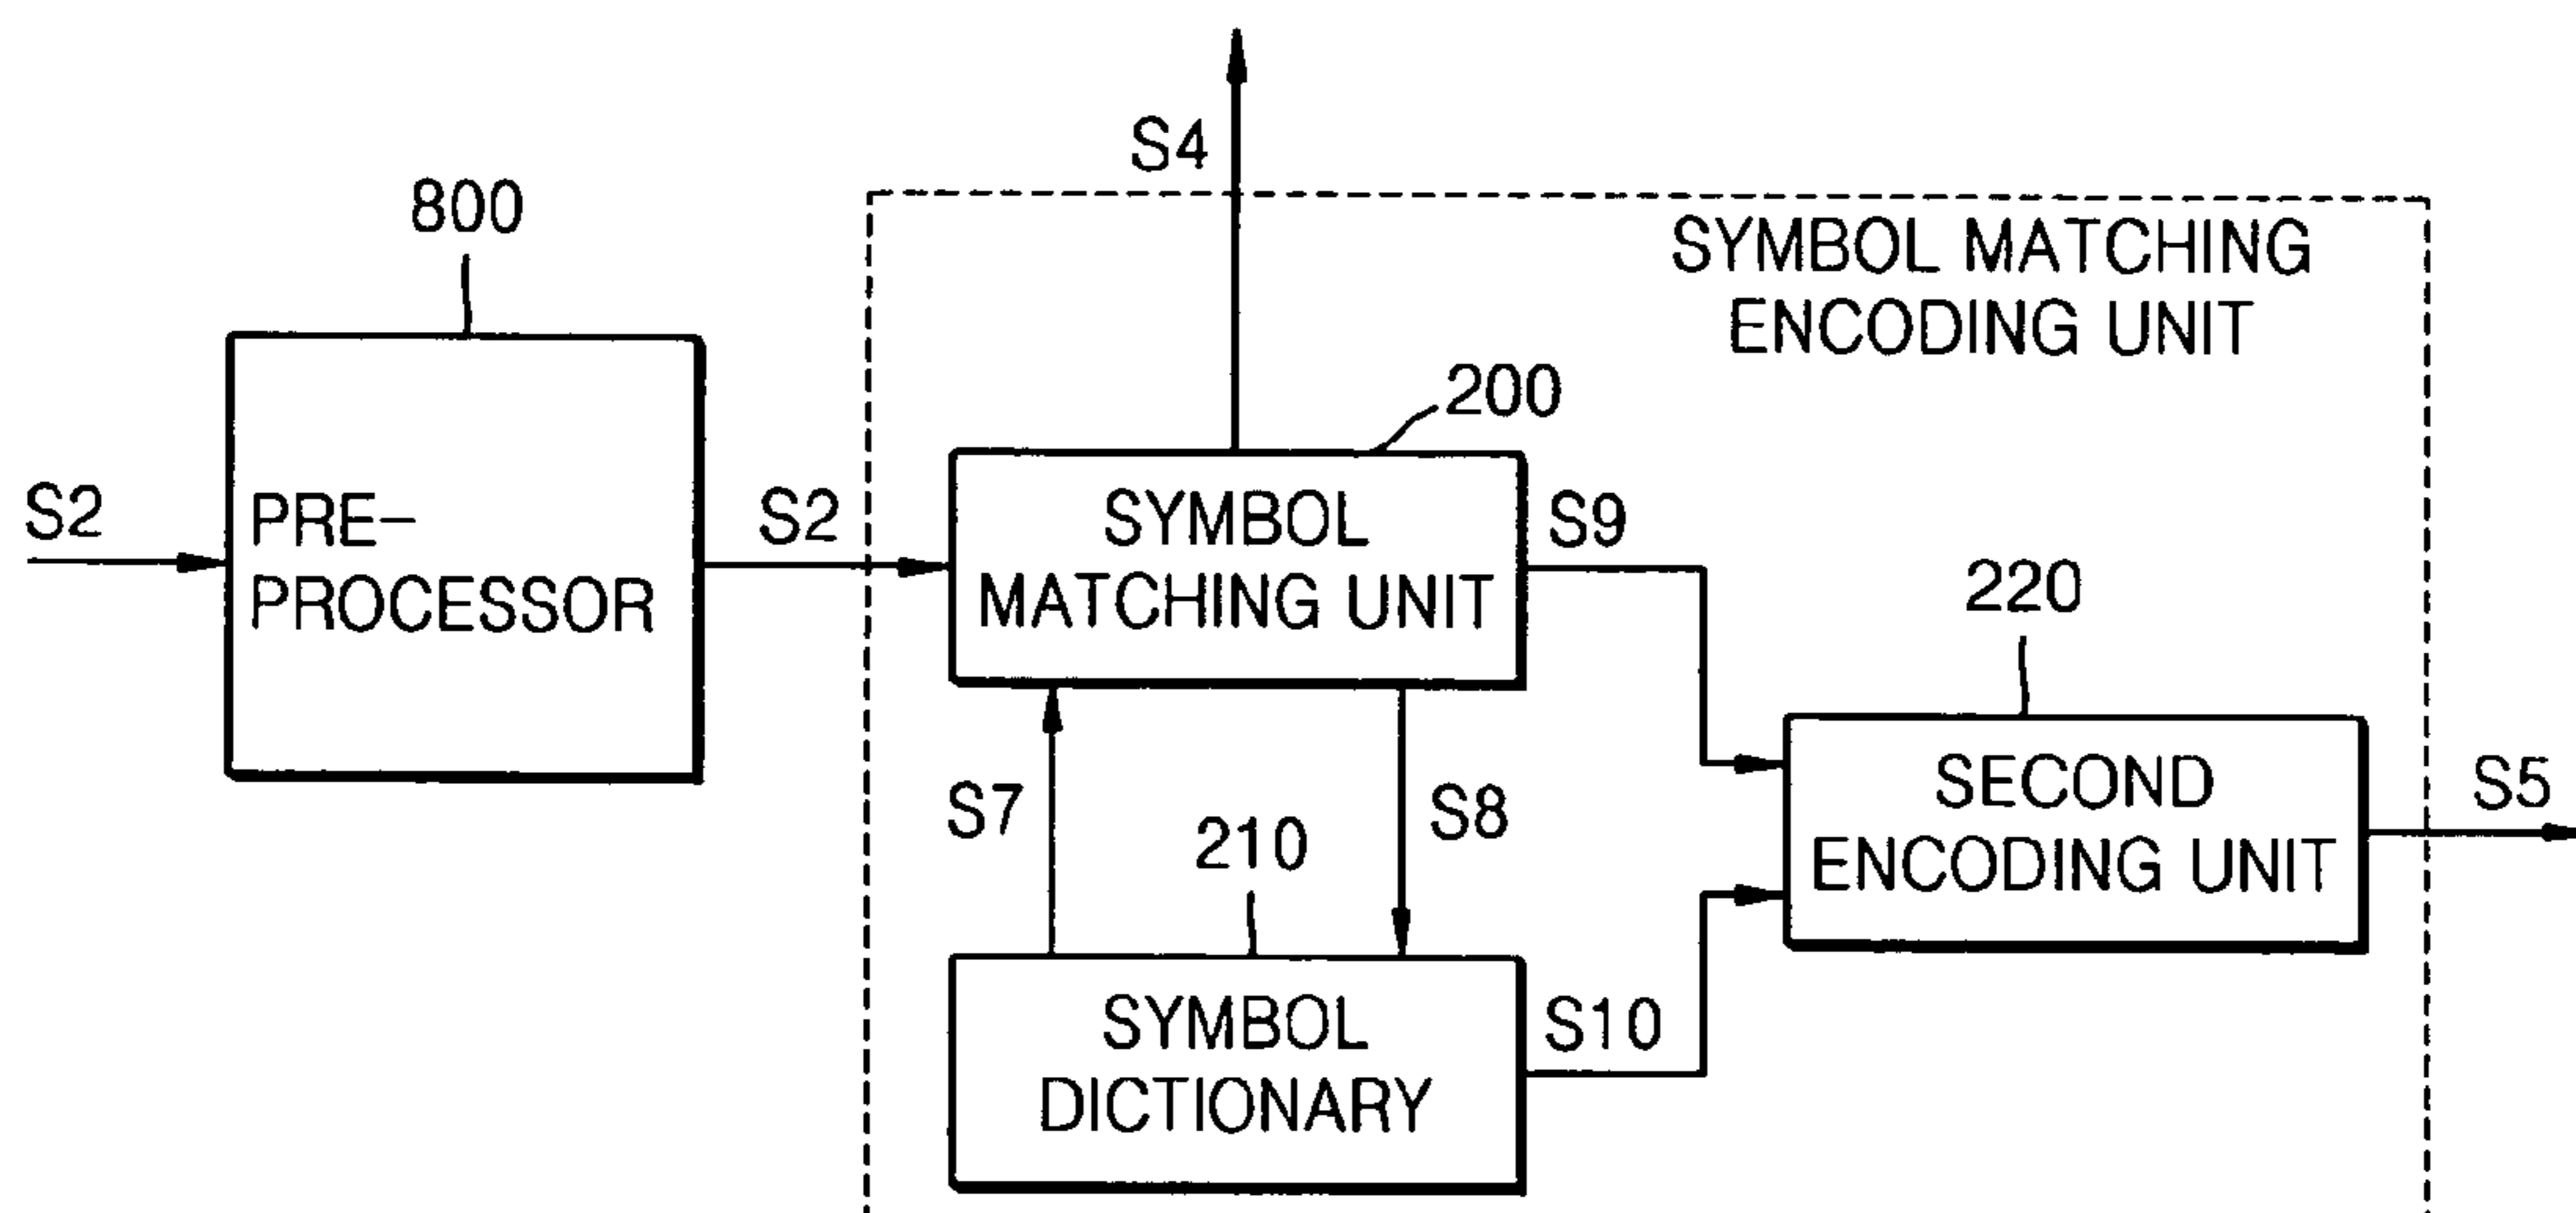 S4
800
SYMBOL MATCHING
ENCODING UNIT
200
S2
PRE-
PROCESSOR
S2
SYMBOL
MATCHING UNIT
S9
220
S7
210
S8
SECOND
ENCODING UNIT
S5
SYMBOL
DICTIONARY
S10